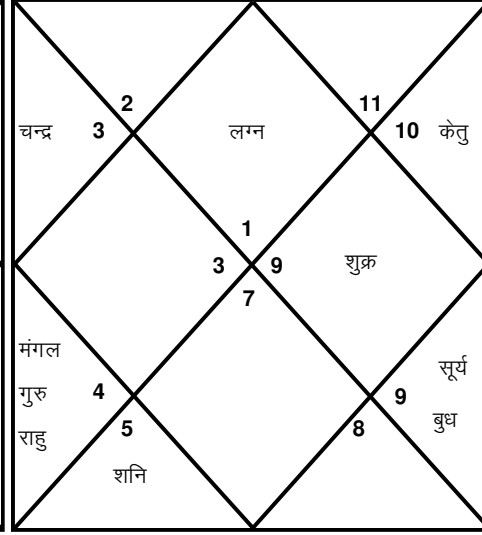 2
11
चन्द्र 3
लग्न
10 केतु
1
3 9
शुक्र
7
मंगल
गुरु 4
राहु
5
शनि
सूर्य
9
बुध
8